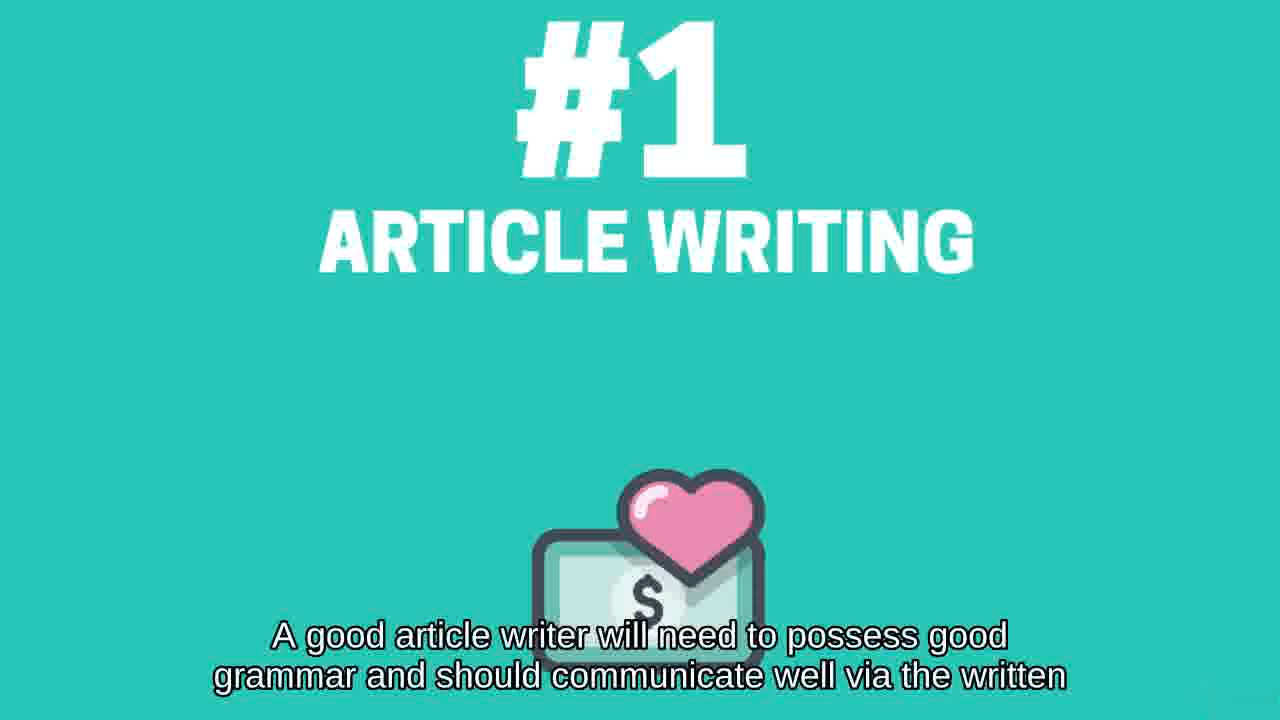 #1
ARTICLE WRITING
$
A good article writer will need to possess good
grammar and should communicate well via the written